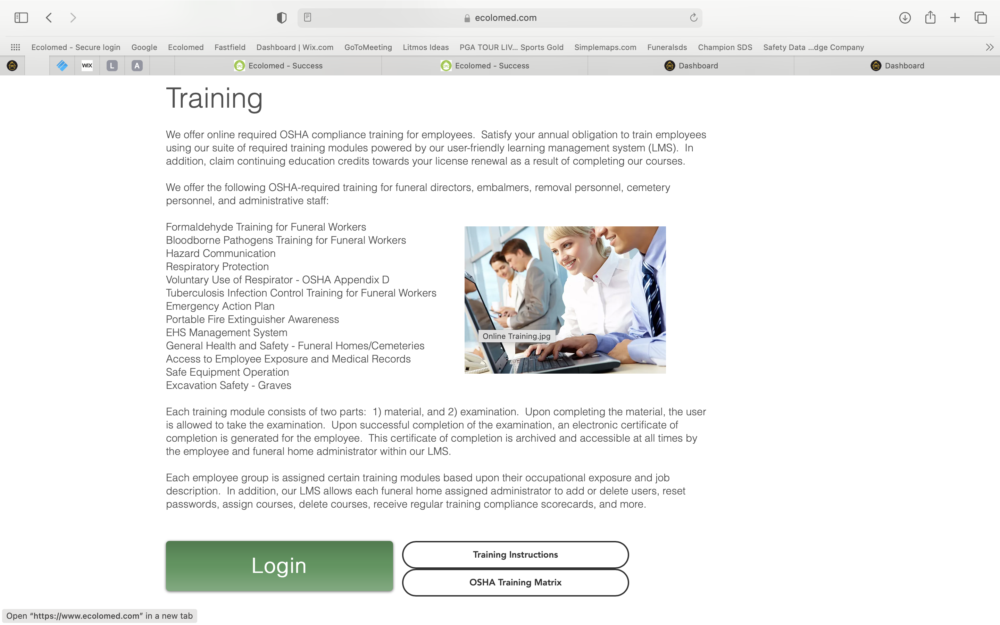 ecolomed.com
Ecolomed - Secure login Google Ecolomed Fastfield Dashboard | Wix.com GoToMeeting Litmos Ideas PGA TOUR LIV... Sports Gold Simplemaps.com Funeralsds Champion SDS Safety Data ...dge Company
WIX L A Ecolomed - Success Ecolomed - Success Dashboard Dashboard
Training
We offer online required OSHA compliance training for employees.  Satisfy your annual obligation to train employees
using our suite of required training modules powered by our user-friendly learning management system (LMS).  In
addition, claim continuing education credits towards your license renewal as a result of completing our courses.
We offer the following OSHA-required training for funeral directors, embalmers, removal personnel, cemetery
personnel, and administrative staff:
Formaldehyde Training for Funeral Workers
Bloodborne Pathogens Training for Funeral Workers
Hazard Communication
Respiratory Protection
Voluntary Use of Respirator - OSHA Appendix D
Tuberculosis Infection Control Training for Funeral Workers
Emergency Action Plan
Portable Fire Extinguisher Awareness
EHS Management System
General Health and Safety - Funeral Homes/Cemeteries
Access to Employee Exposure and Medical Records
Safe Equipment Operation
Excavation Safety - Graves
Online Training.jpg
Each training module consists of two parts:  1) material, and 2) examination.  Upon completing the material, the user
is allowed to take the examination.  Upon successful completion of the examination, an electronic certificate of
completion is generated for the employee.  This certificate of completion is archived and accessible at all times by
the employee and funeral home administrator within our LMS.
Each employee group is assigned certain training modules based upon their occupational exposure and job
description.  In addition, our LMS allows each funeral home assigned administrator to add or delete users, reset
passwords, assign courses, delete courses, receive regular training compliance scorecards, and more.
Login
Training Instructions
OSHA Training Matrix
Open “https://www.ecolomed.com” in a new tab